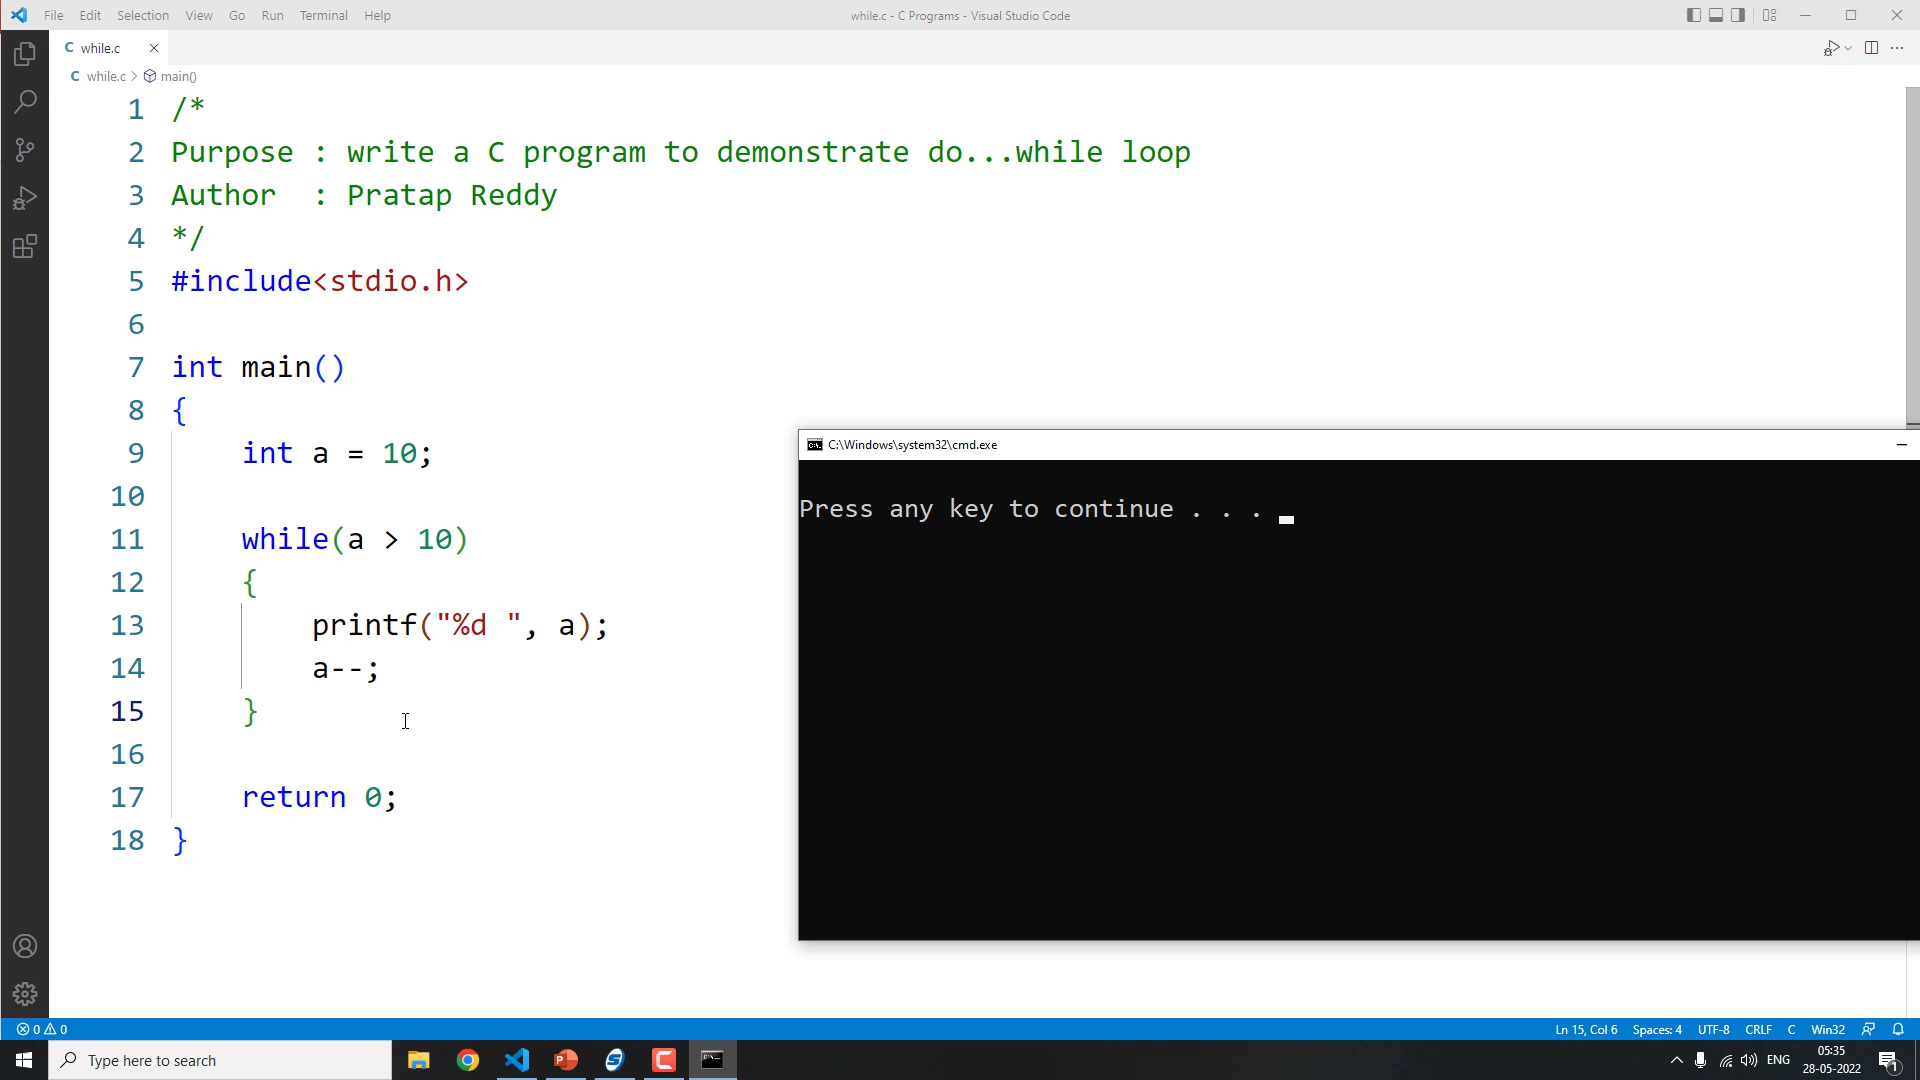 File Edit Selection View Go Run Terminal Help while.c - C Programs - Visual Studio Code
C while.c
C while.c > main()
1 /*
2 Purpose : write a C program to demonstrate do...while loop
3 Author  : Pratap Reddy
4 */
5 #include<stdio.h>
6
7 int main()
8 {
9     int a = 10;
10
11     while(a > 10)
12     {
13         printf("%d ", a);
14         a--;
15     }
16
17     return 0;
18 }
C:\Windows\system32\cmd.exe
Press any key to continue . . .
0 0 Ln 15, Col 6 Spaces: 4 UTF-8 CRLF C Win32
Type here to search
ENG
05:35
28-05-2022
1